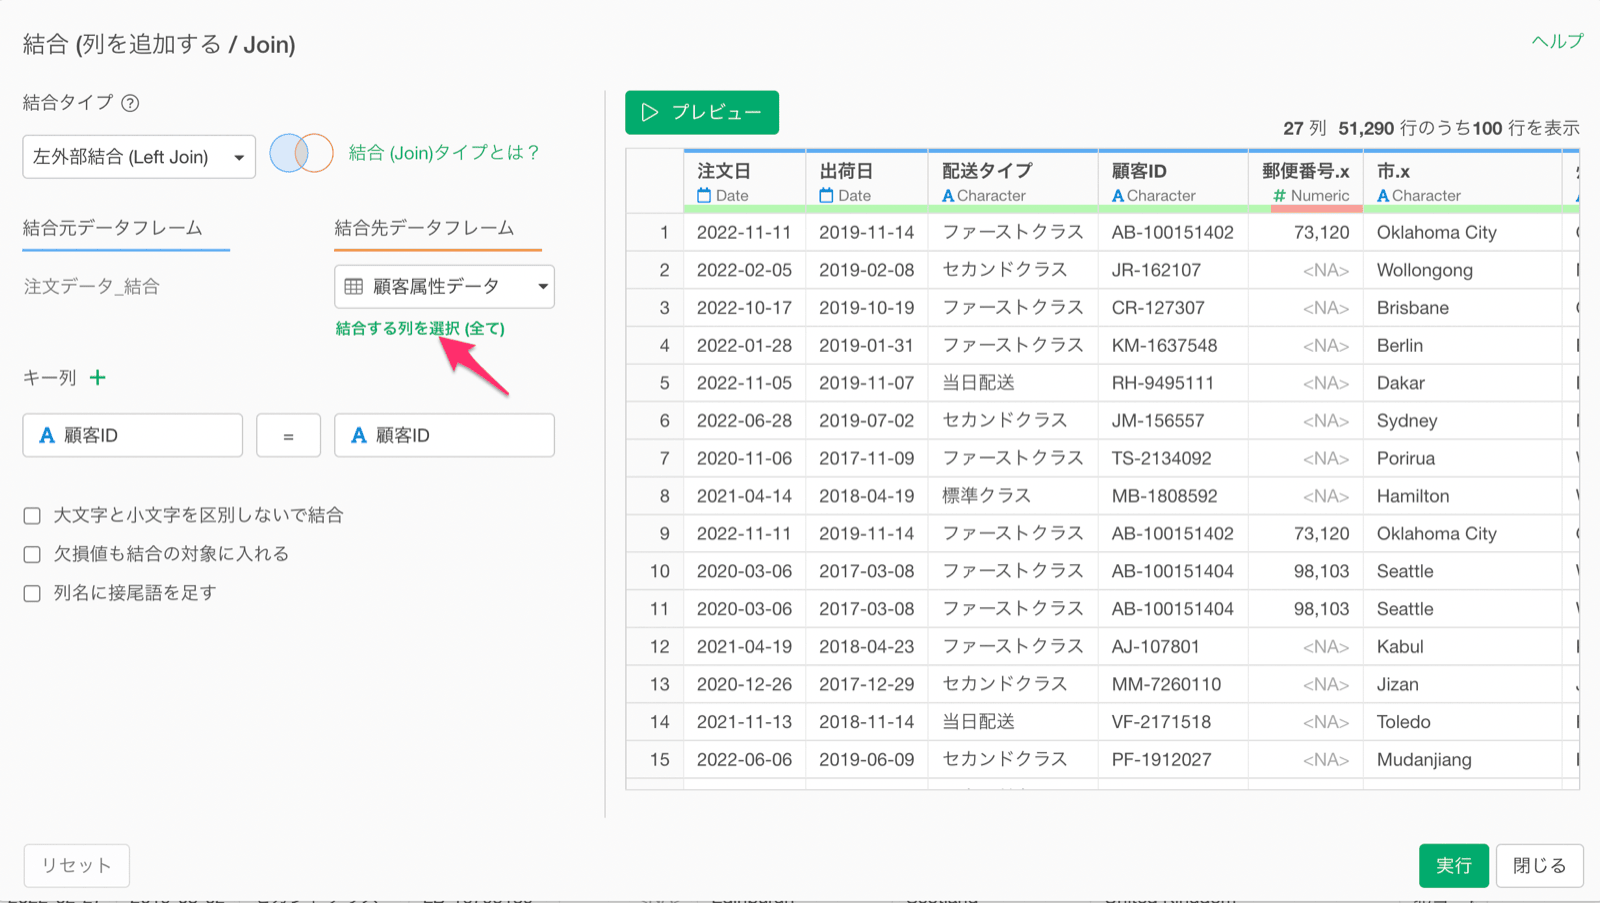 結合 (列を追加する / Join)
ヘルプ
結合タイプ ?
左外部結合 (Left Join)
結合 (Join)タイプとは？
結合元データフレーム
結合先データフレーム
注文データ_結合
顧客属性データ
結合する列を選択 (全て)
キー列 +
A 顧客ID
=
A 顧客ID
大文字と小文字を区別しないで結合
欠損値も結合の対象に入れる
列名に接尾語を足す
プレビュー
27 列 51,290 行のうち100 行を表示
注文日 出荷日 配送タイプ 顧客ID 郵便番号.x 市.x
Date Date A Character A Character # Numeric A Character
1 2022-11-11 2019-11-14 ファーストクラス AB-100151402 73,120 Oklahoma City
2 2022-02-05 2019-02-08 セカンドクラス JR-162107 <NA> Wollongong
3 2022-10-17 2019-10-19 ファーストクラス CR-127307 <NA> Brisbane
4 2022-01-28 2019-01-31 ファーストクラス KM-1637548 <NA> Berlin
5 2022-11-05 2019-11-07 当日配送 RH-9495111 <NA> Dakar
6 2022-06-28 2019-07-02 セカンドクラス JM-156557 <NA> Sydney
7 2020-11-06 2017-11-09 ファーストクラス TS-2134092 <NA> Porirua
8 2021-04-14 2018-04-19 標準クラス MB-1808592 <NA> Hamilton
9 2022-11-11 2019-11-14 ファーストクラス AB-100151402 73,120 Oklahoma City
10 2020-03-06 2017-03-08 ファーストクラス AB-100151404 98,103 Seattle
11 2020-03-06 2017-03-08 ファーストクラス AB-100151404 98,103 Seattle
12 2021-04-19 2018-04-23 ファーストクラス AJ-107801 <NA> Kabul
13 2020-12-26 2017-12-29 セカンドクラス MM-7260110 <NA> Jizan
14 2021-11-13 2018-11-14 当日配送 VF-2171518 <NA> Toledo
15 2022-06-06 2019-06-09 セカンドクラス PF-1912027 <NA> Mudanjiang
リセット
実行
閉じる